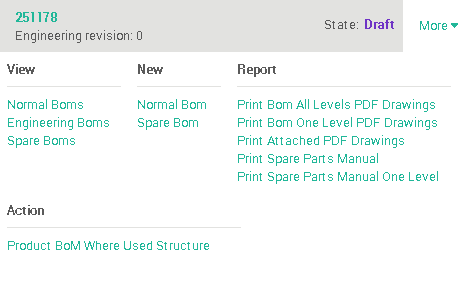 251178
Engineering revision: 0
State: Draft
More
View
Normal Boms
Engineering Boms
Spare Boms
New
Normal Bom
Spare Bom
Report
Print Bom All Levels PDF Drawings
Print Bom One Level PDF Drawings
Print Attached PDF Drawings
Print Spare Parts Manual
Print Spare Parts Manual One Level
Action
Product BoM Where Used Structure